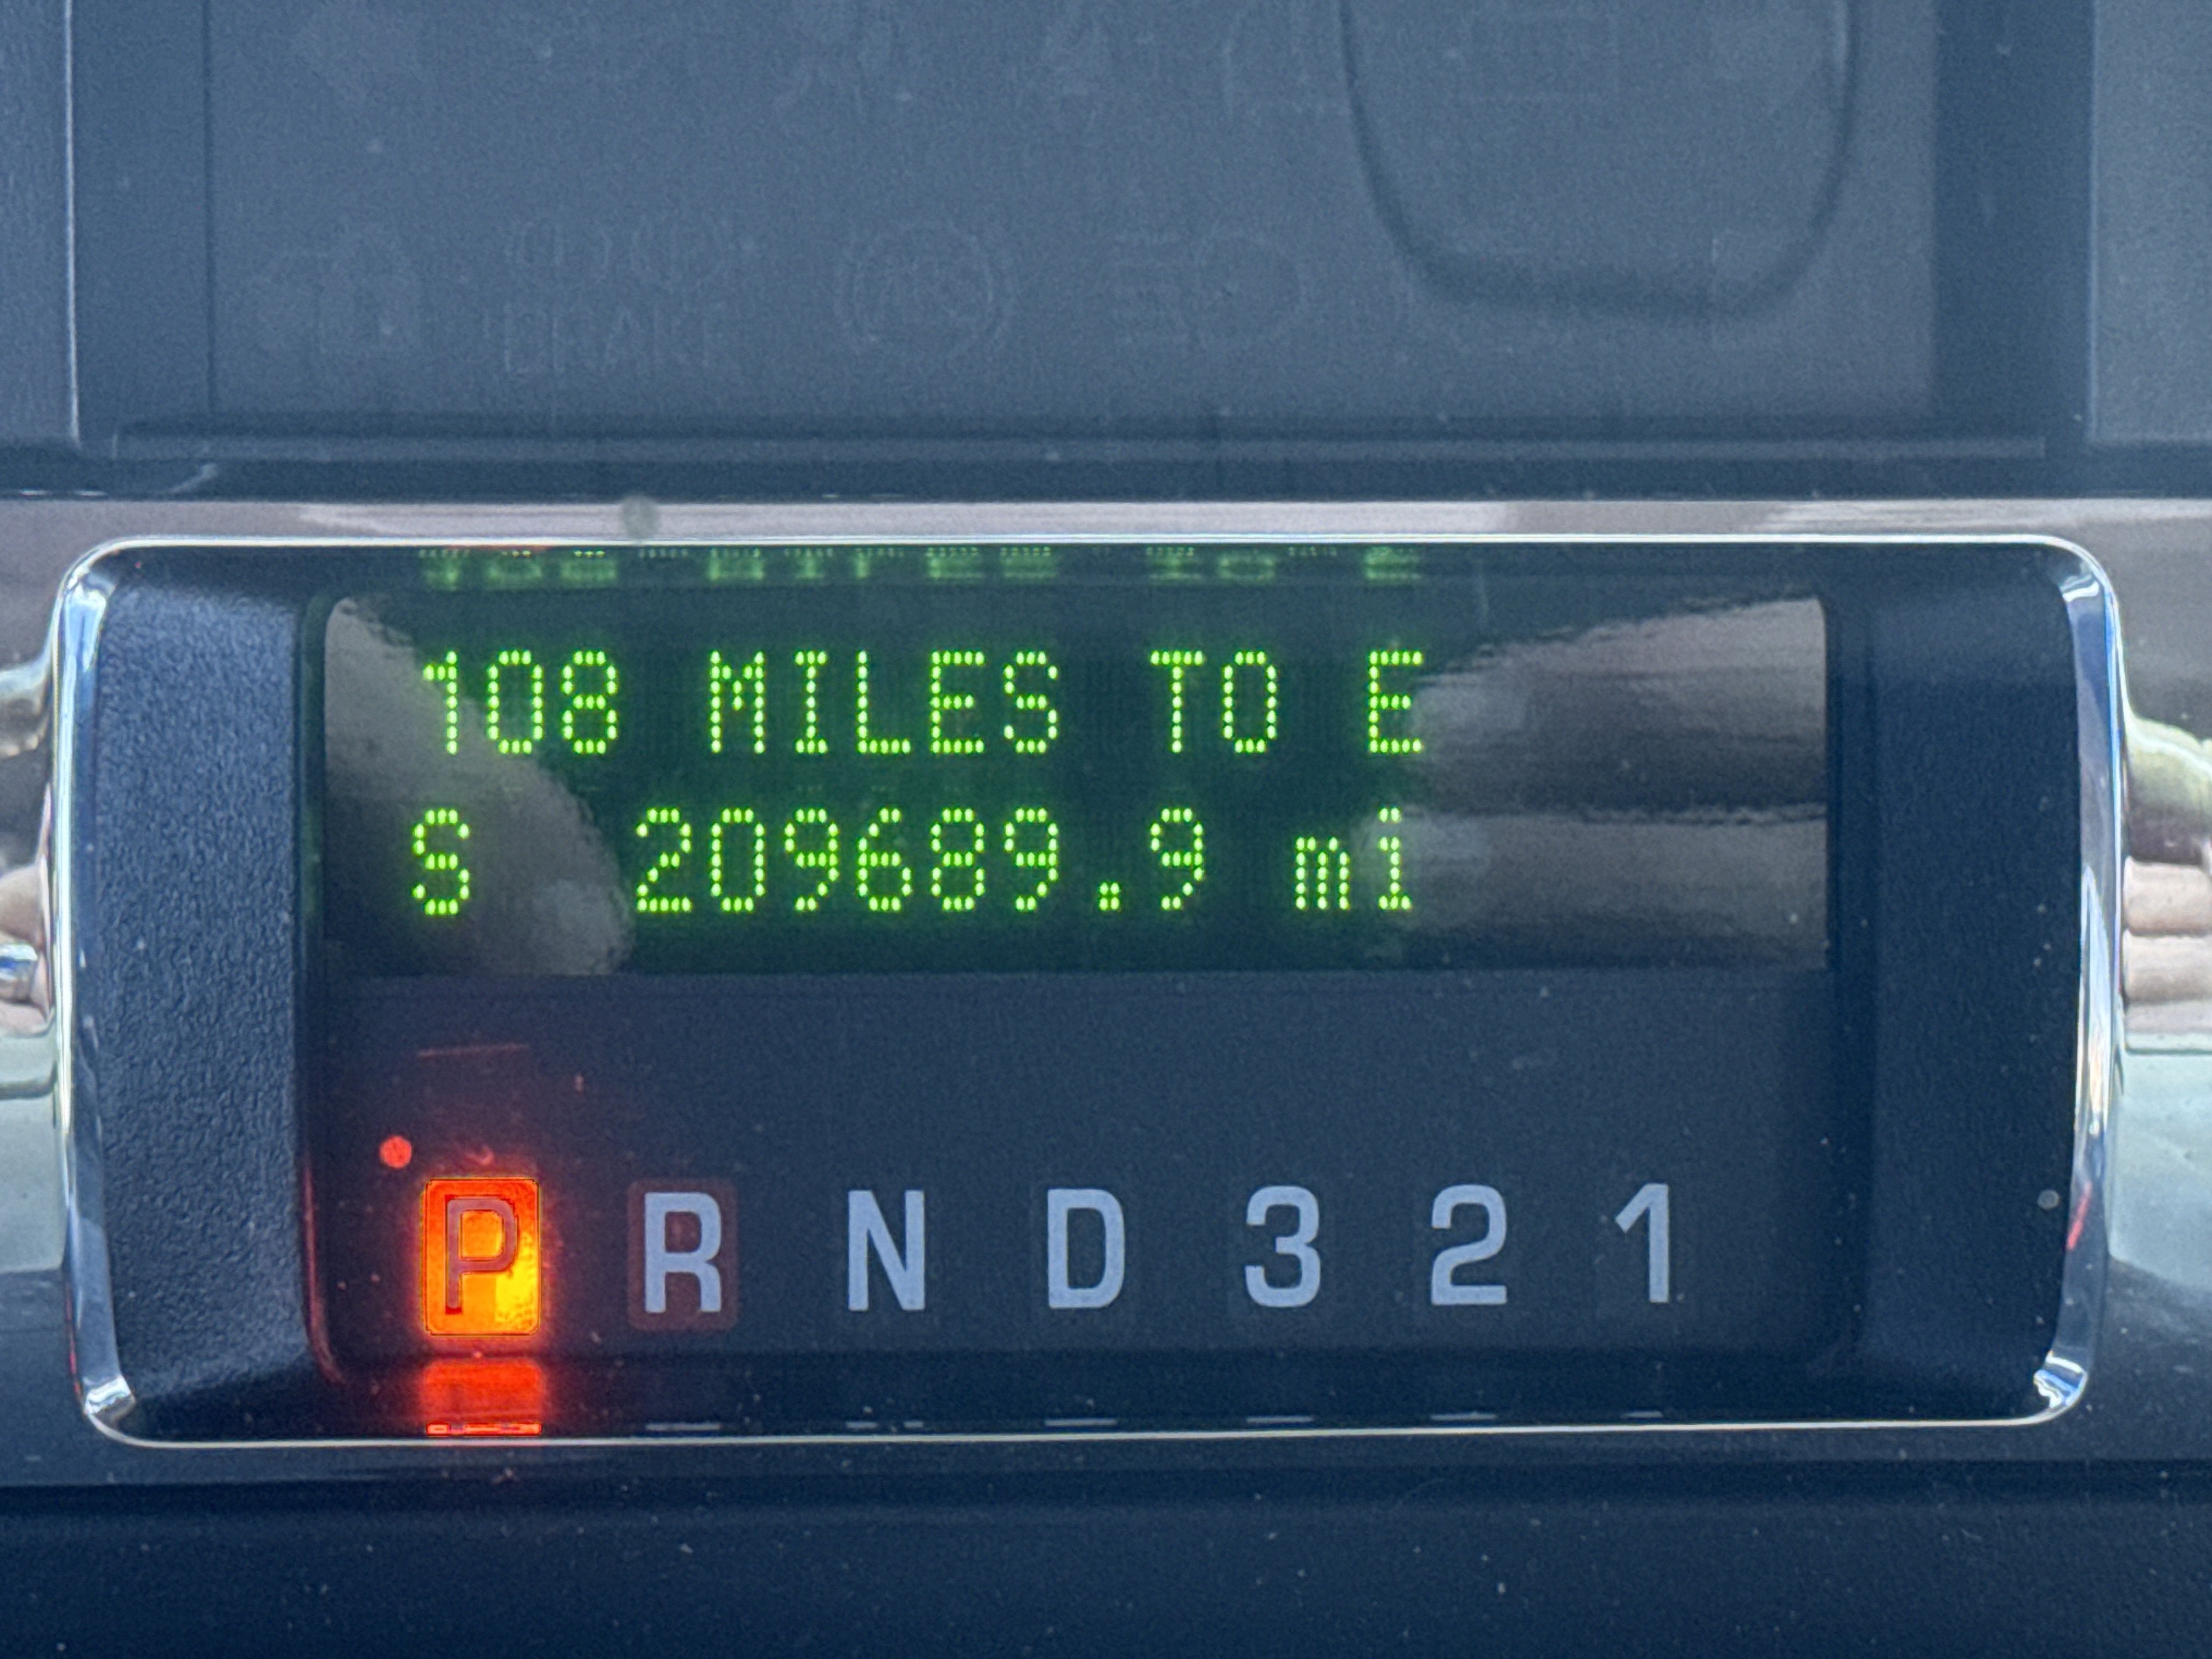 108 MILES TO E
S 209689.9 mi
P R N D 3 2 1